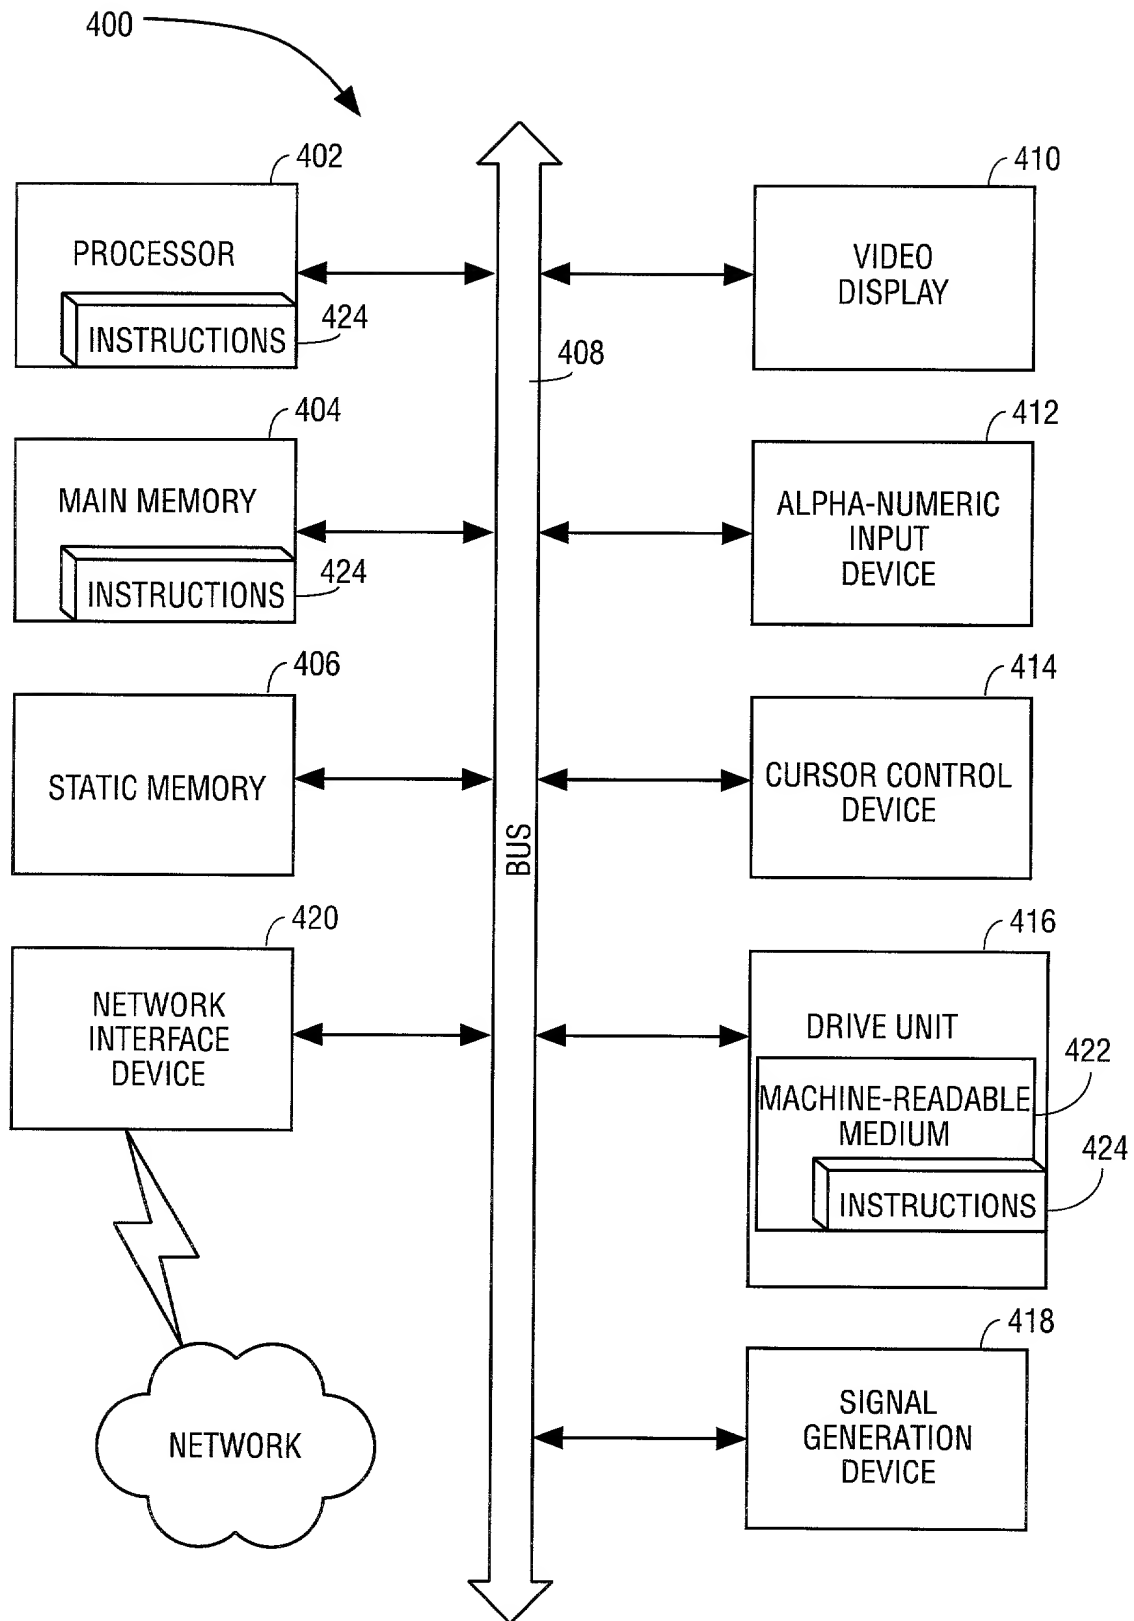 400
402
PROCESSOR
INSTRUCTIONS
424
404
MAIN MEMORY
INSTRUCTIONS
424
406
STATIC MEMORY
420
NETWORK
INTERFACE
DEVICE
NETWORK
408
BUS
410
VIDEO
DISPLAY
412
ALPHA-NUMERIC
INPUT
DEVICE
414
CURSOR CONTROL
DEVICE
416
DRIVE UNIT
422
MACHINE-READABLE
MEDIUM
424
INSTRUCTIONS
418
SIGNAL
GENERATION
DEVICE